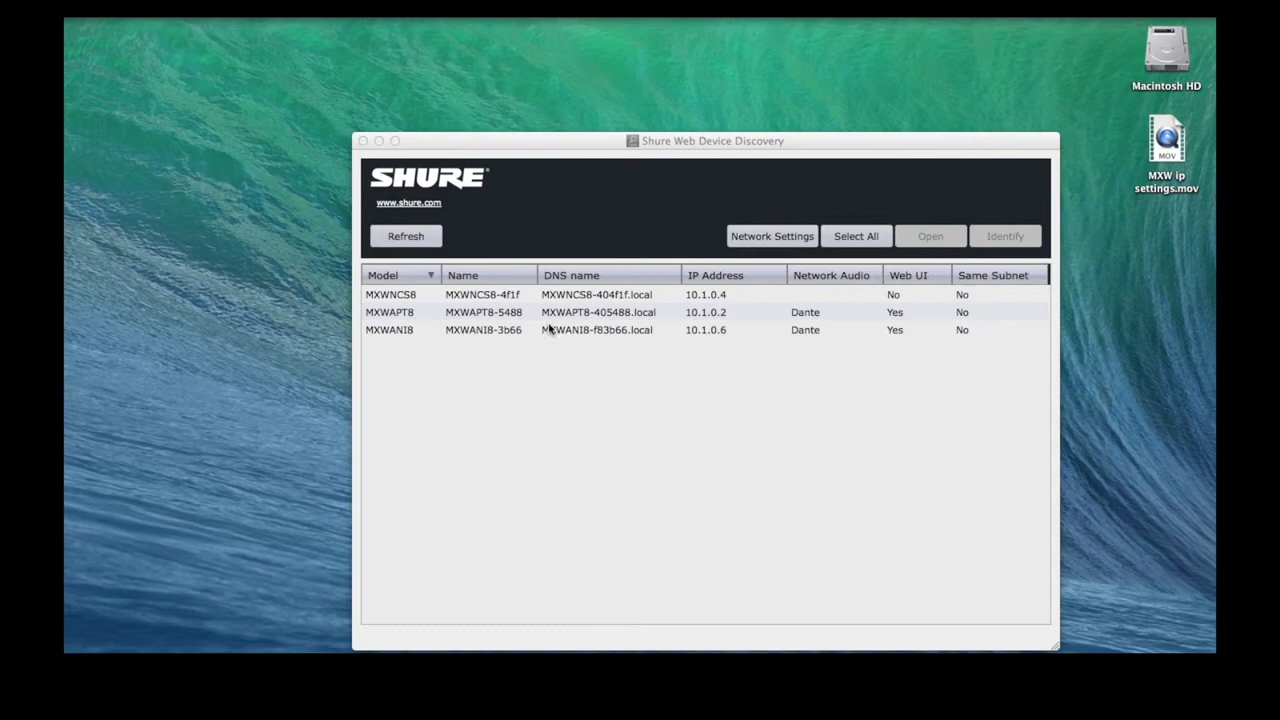 Macintosh HD
MOV
MXW ip
settings.mov
Shure Web Device Discovery
SHURE
www.shure.com
Refresh Network Settings Select All Open Identify
Model Name DNS name IP Address Network Audio Web UI Same Subnet
MXWNCS8 MXWNCS8-4f1f MXWNCS8-404f1f.local 10.1.0.4 No No
MXWAPT8 MXWAPT8-5488 MXWAPT8-405488.local 10.1.0.2 Dante Yes No
MXWANI8 MXWANI8-3b66 MXWANI8-f83b66.local 10.1.0.6 Dante Yes No